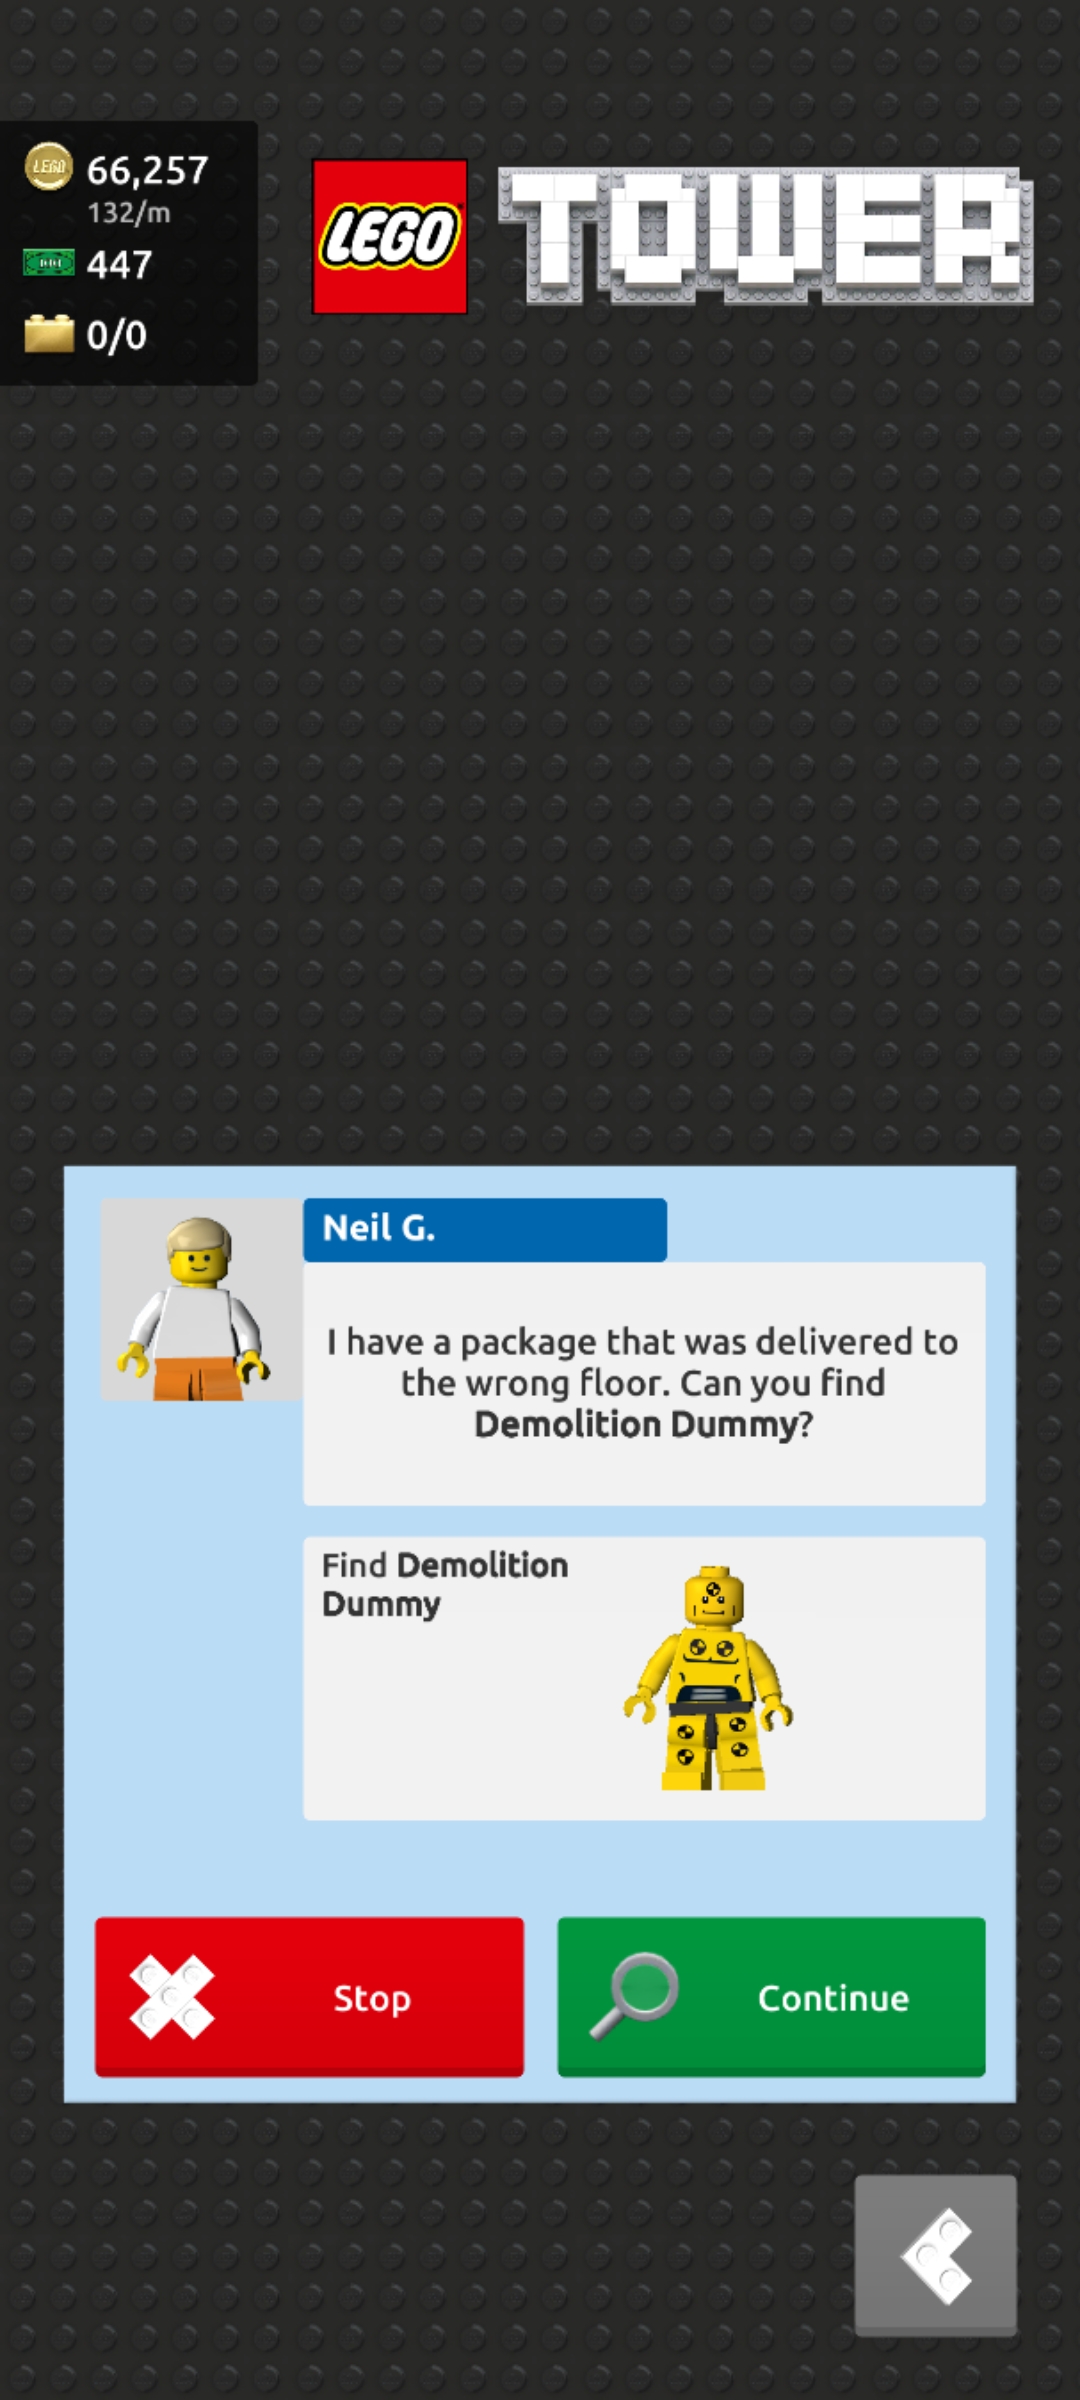 66,257
132/m
447
0/0
LEGO
TOWER
Neil G.
I have a package that was delivered to
the wrong floor. Can you find
Demolition Dummy?
Find Demolition
Dummy
Stop
Continue